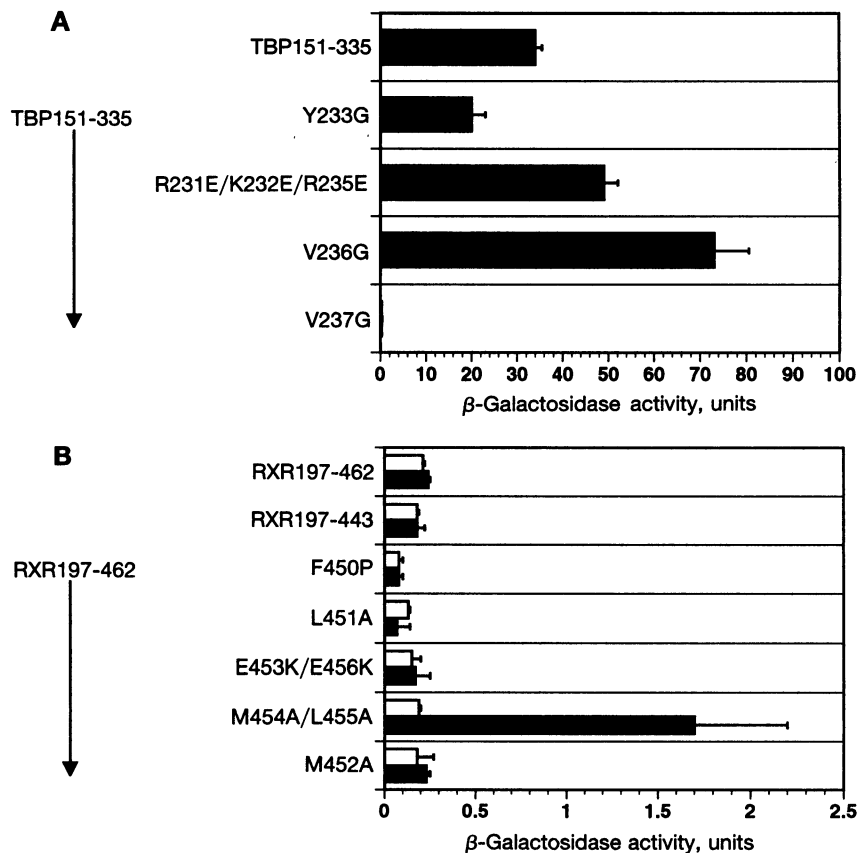 A
TBP151-335
TBP151-335
Y233G
R231E/K232E/R235E
V236G
V237G
0 10 20 30 40 50 60 70 80 90 100
β-Galactosidase activity, units
B
RXR197-462
RXR197-443
RXR197-462
F450P
L451A
E453K/E456K
M454A/L455A
M452A
0 0.5 1 1.5 2 2.5
β-Galactosidase activity, units